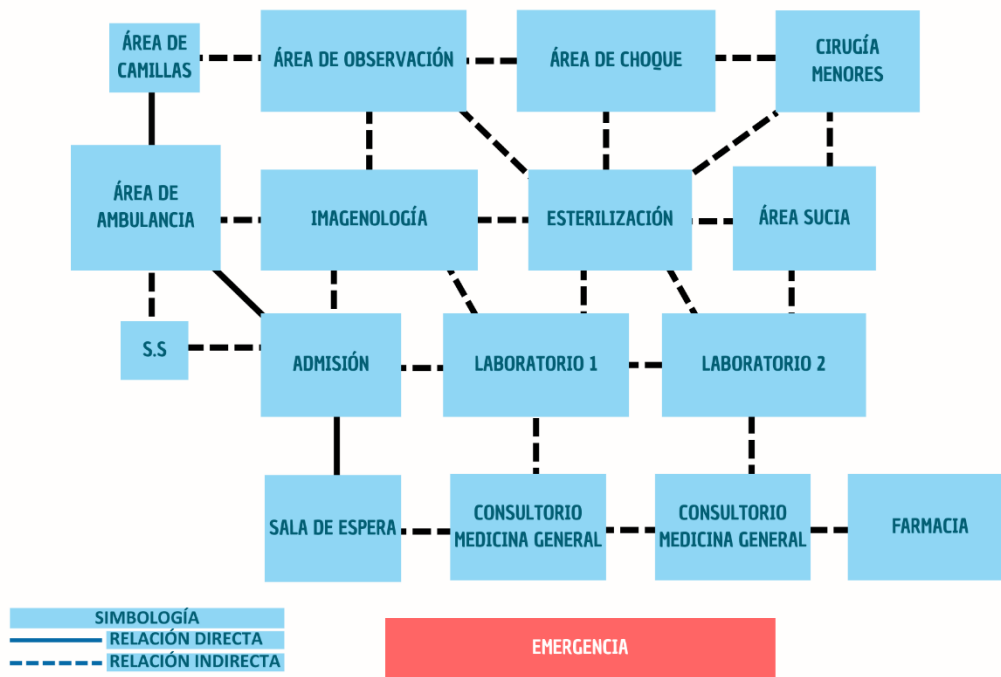 ÁREA DE
CAMILLAS
ÁREA DE OBSERVACIÓN
ÁREA DE CHOQUE
CIRUGÍA
MENORES
ÁREA DE
AMBULANCIA
IMAGENOLOGÍA
ESTERILIZACIÓN
ÁREA SUCIA
S.S
ADMISIÓN
LABORATORIO 1
LABORATORIO 2
SALA DE ESPERA
CONSULTORIO
MEDICINA GENERAL
CONSULTORIO
MEDICINA GENERAL
FARMACIA
SIMBOLOGÍA
RELACIÓN DIRECTA
RELACIÓN INDIRECTA
EMERGENCIA